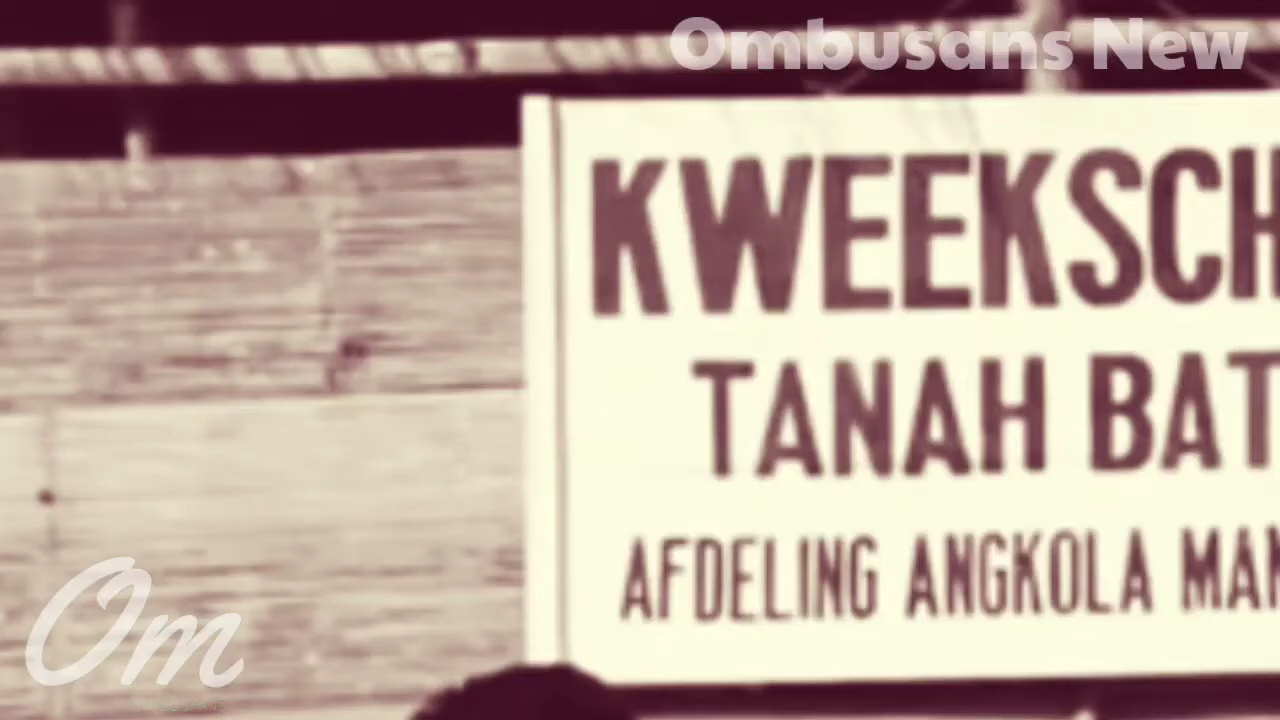 Ombusans New
KWEEKSCH
TANAH BAT
AFDELING ANGKOLA MAN
Om